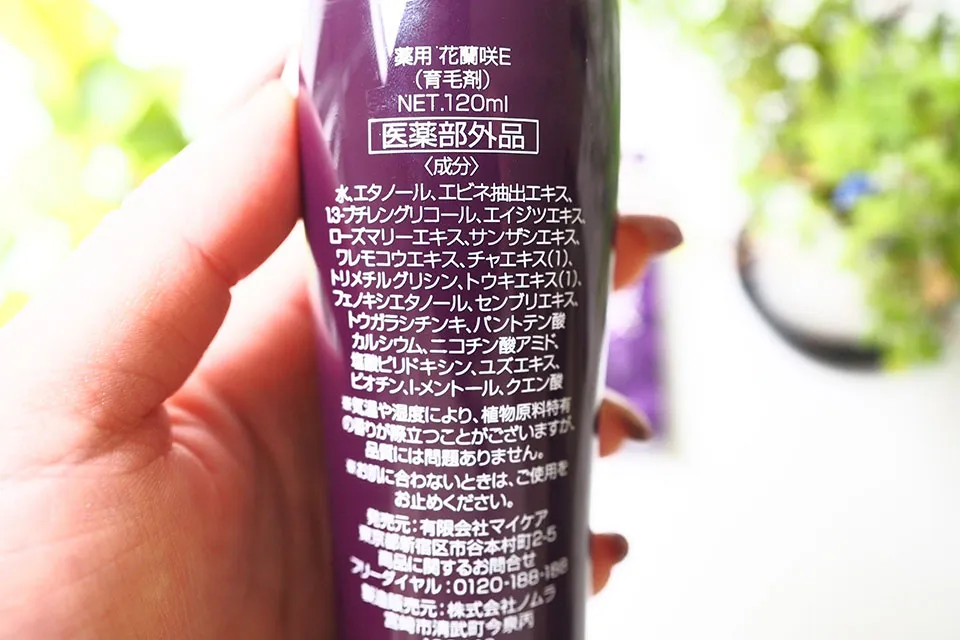 薬用 花蘭咲E
(育毛剤)
NET.120ml
医薬部外品
〈成分〉
水、エタノール、エビネ抽出エキス、
1.3-ブチレングリコール、エイジツエキス、
ローズマリーエキス、サンザシエキス、
ワレモコウエキス、チャエキス(1)、
トリメチルグリシン、トウキエキス(1)、
フェノキシエタノール、センブリエキス、
トウガラシチンキ、パントテン酸
カルシウム、ニコチン酸アミド、
塩酸ピリドキシン、ユズエキス、
ビオチン、l-メントール、クエン酸
※気温や湿度により、植物原料特有
の香りが際立つことがございますが、
品質には問題ありません。
※お肌に合わないときは、ご使用を
お止めください。
発売元：有限会社マイケア
東京都新宿区市谷本村町2-5
商品に関するお問合せ
フリーダイヤル：0120-188-188
製造販売元：株式会社ノムラ
宮崎市清武町今泉丙